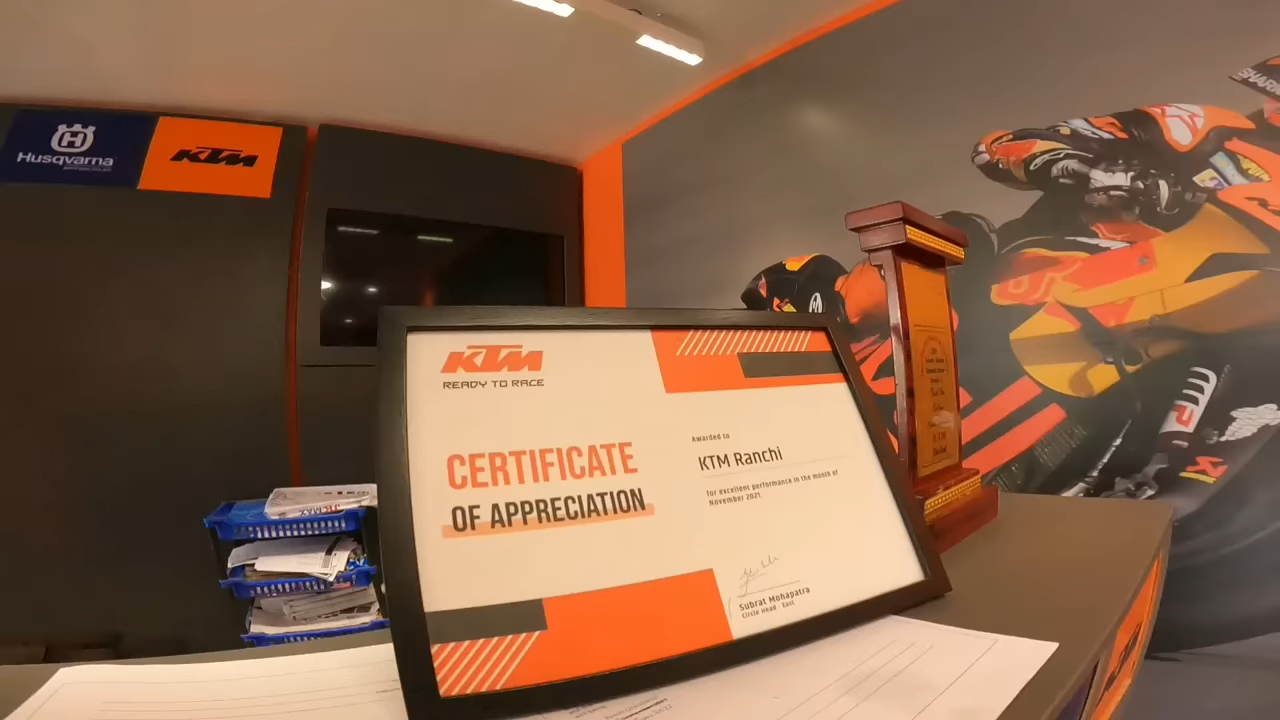 Husqvarna
KTM
SHARK
KTM
READY TO RACE
CERTIFICATE
OF APPRECIATION
Awarded to
KTM Ranchi
for excellent performance in the month of
November 2021.
Subrat Mohapatra
Circle Head - East